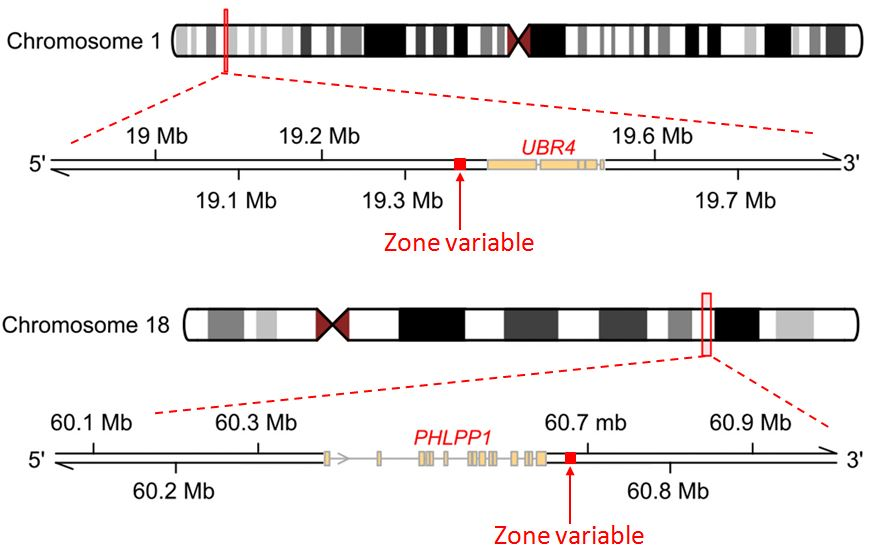 Chromosome 1
19 Mb 19.2 Mb UBR4 19.6 Mb
5' 3'
19.1 Mb 19.3 Mb 19.7 Mb
Zone variable
Chromosome 18
60.1 Mb 60.3 Mb PHLPP1 60.7 mb 60.9 Mb
5' 3'
60.2 Mb 60.8 Mb
Zone variable